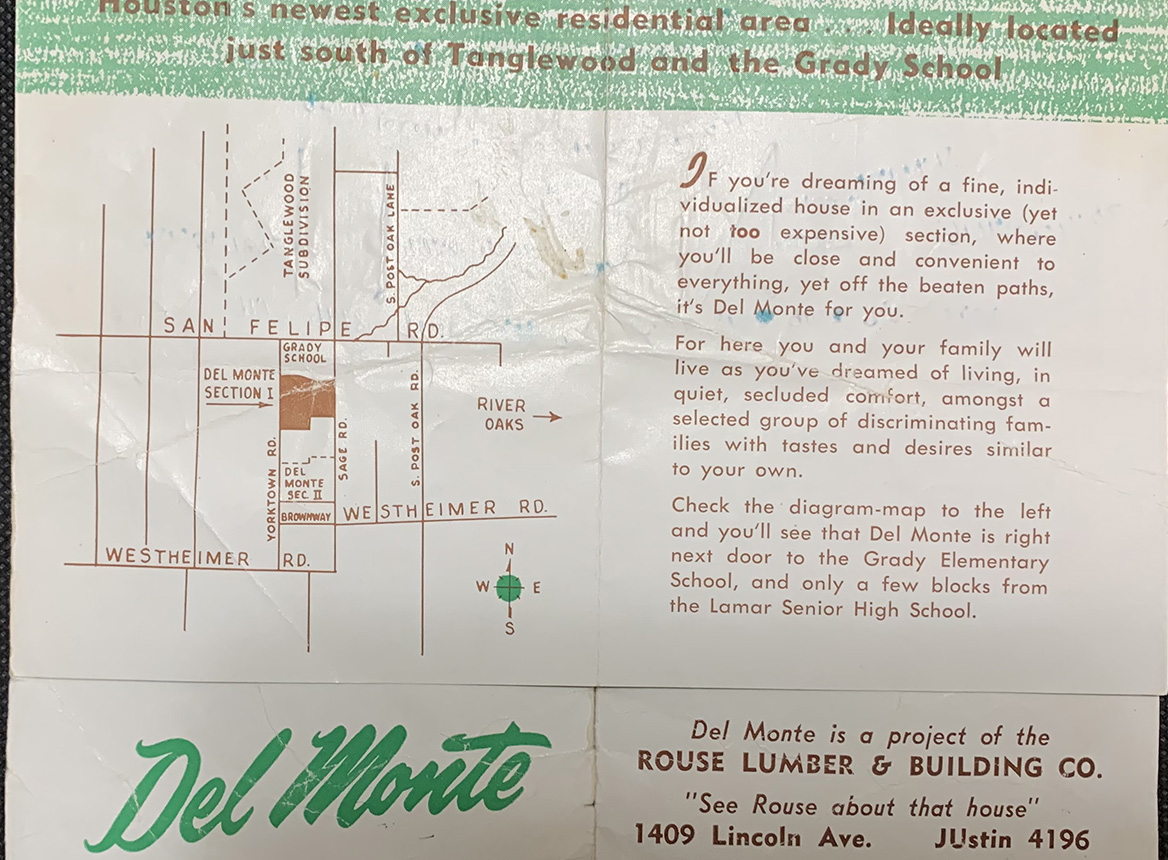 Houston's newest exclusive residential area . . . Ideally located
just south of Tanglewood and the Grady School
TANGLEWOOD
SUBDIVISION
S. POST OAK LANE
SAN FELIPE RD.
GRADY
SCHOOL
DEL MONTE
SECTION I
RIVER
OAKS
YORKTOWN RD.
SAGE RD.
S. POST OAK RD.
DEL
MONTE
SEC. II
BROWNWAY
WESTHEIMER RD.
WESTHEIMER RD.
N
W E
S
IF you're dreaming of a fine, indi-
vidualized house in an exclusive (yet
not too expensive) section, where
you'll be close and convenient to
everything, yet off the beaten paths,
it's Del Monte for you.
For here you and your family will
live as you've dreamed of living, in
quiet, secluded comfort, amongst a
selected group of discriminating fam-
ilies with tastes and desires similar
to your own.
Check the diagram-map to the left
and you'll see that Del Monte is right
next door to the Grady Elementary
School, and only a few blocks from
the Lamar Senior High School.
Del Monte
Del Monte is a project of the
ROUSE LUMBER & BUILDING CO.
"See Rouse about that house"
1409 Lincoln Ave. JUstin 4196